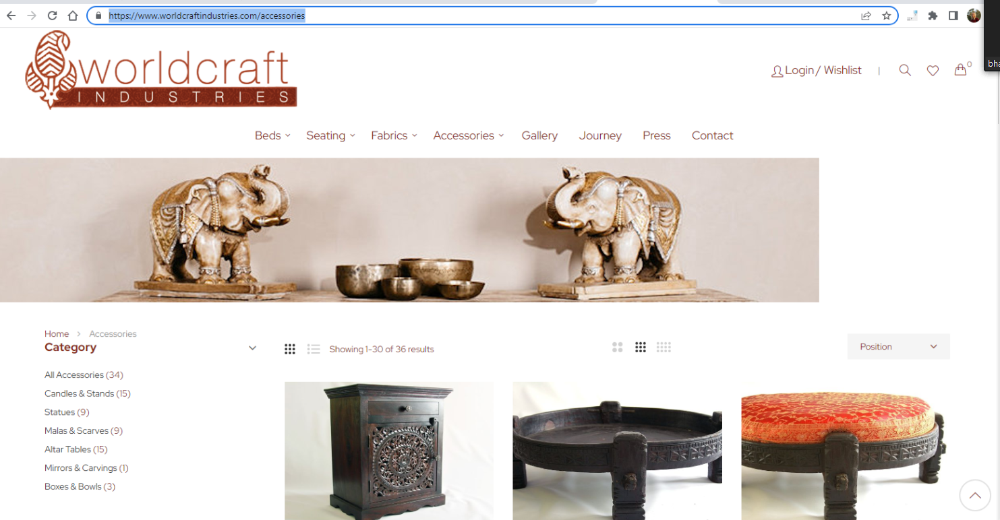 https://www.worldcraftindustries.com/accessories
bha
worldcraft
INDUSTRIES
Login / Wishlist
|
0
Beds
Seating
Fabrics
Accessories
Gallery
Journey
Press
Contact
Home > Accessories
Category
Showing 1-30 of 36 results
Position
All Accessories (34)
Candles & Stands (15)
Statues (9)
Malas & Scarves (9)
Altar Tables (15)
Mirrors & Carvings (1)
Boxes & Bowls (3)